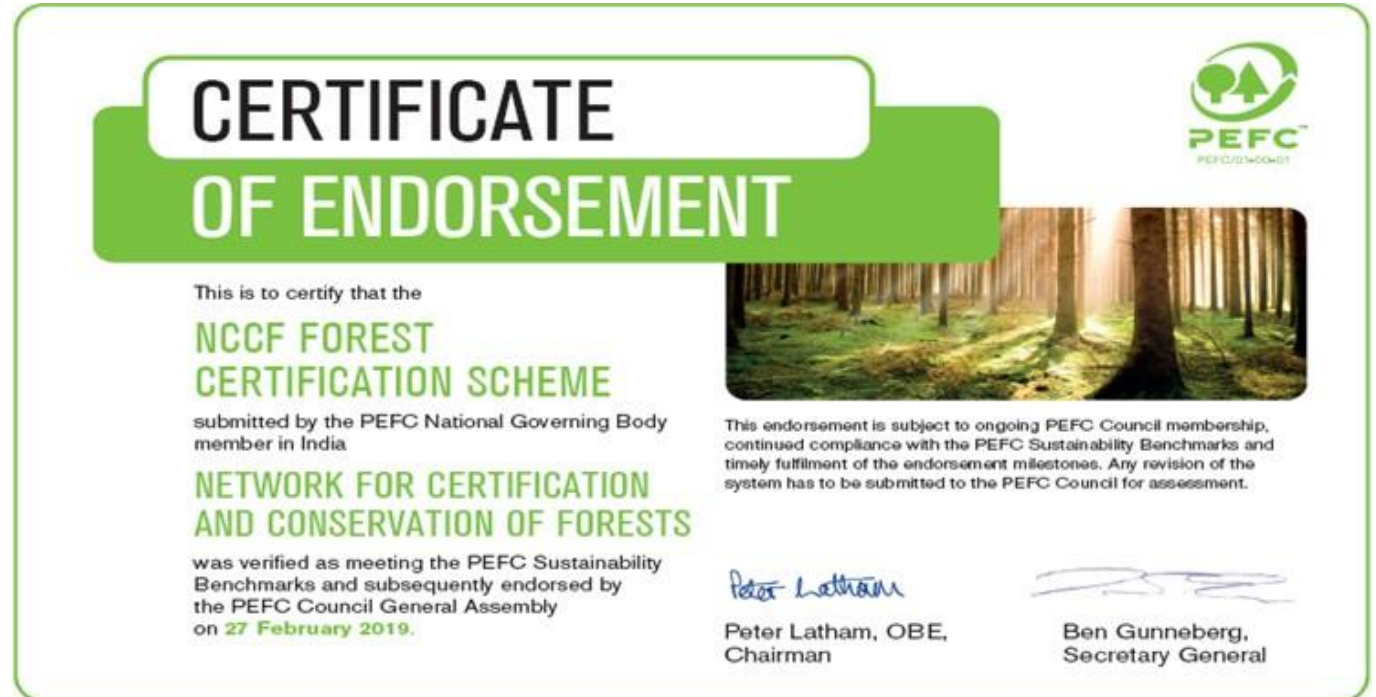 CERTIFICATE
OF ENDORSEMENT
PEFC™
PEFC/01-00-01
This is to certify that the
NCCF FOREST
CERTIFICATION SCHEME
submitted by the PEFC National Governing Body
member in India
NETWORK FOR CERTIFICATION
AND CONSERVATION OF FORESTS
was verified as meeting the PEFC Sustainability
Benchmarks and subsequently endorsed by
the PEFC Council General Assembly
on 27 February 2019.
This endorsement is subject to ongoing PEFC Council membership,
continued compliance with the PEFC Sustainability Benchmarks and
timely fulfilment of the endorsement milestones. Any revision of the
system has to be submitted to the PEFC Council for assessment.
Peter Latham
Peter Latham, OBE,
Chairman
Ben Gunneberg,
Secretary General